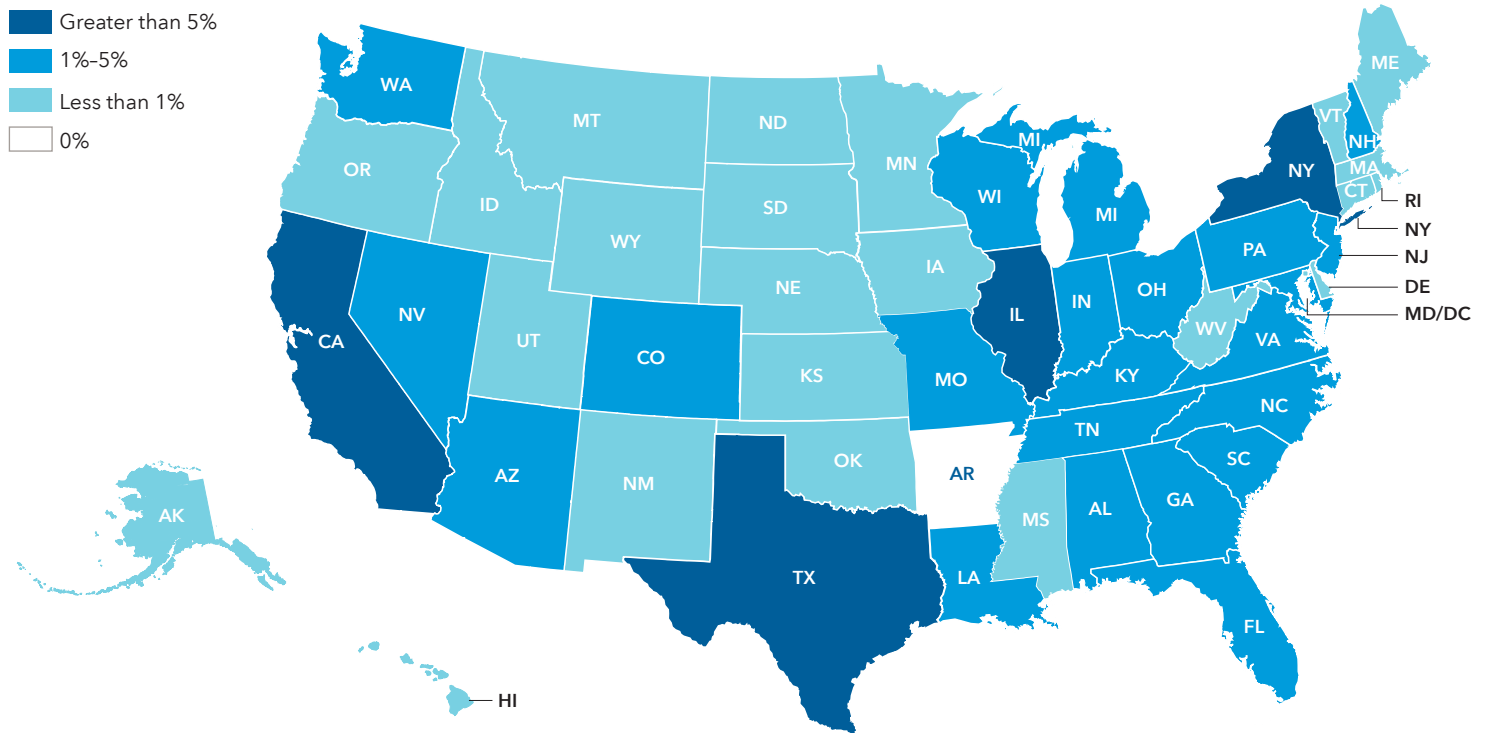 Greater than 5%
1%–5%
Less than 1%
0%
WA
OR
CA
NV
ID
MT
WY
UT
AZ
CO
NM
ND
SD
NE
KS
OK
TX
MN
IA
MO
AR
LA
WI
IL
MI
MI
IN
OH
KY
TN
MS
AL
GA
FL
SC
NC
VA
WV
PA
NY
VT
NH
ME
MA
CT
RI
NY
NJ
DE
MD/DC
AK
HI